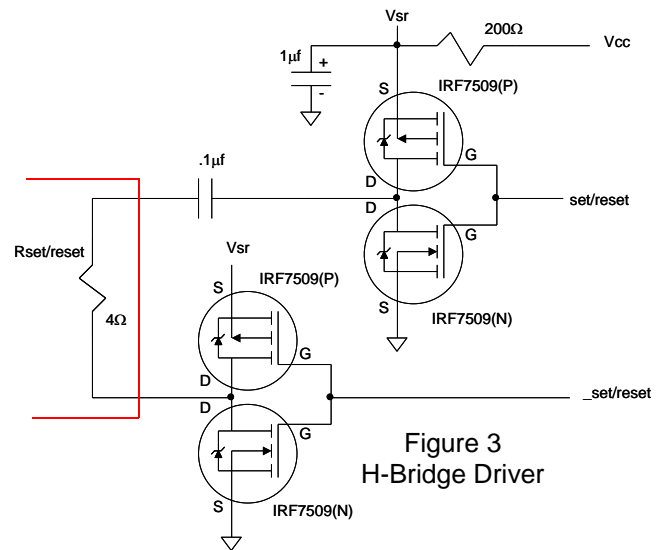 Vsr
200Ω
Vcc
1µf
+
-
S
IRF7509(P)
G
.1µf
D
D
set/reset
G
Rset/reset
Vsr
S
IRF7509(N)
IRF7509(P)
S
4Ω
G
D
D
_set/reset
G
Figure 3
H-Bridge Driver
S
IRF7509(N)